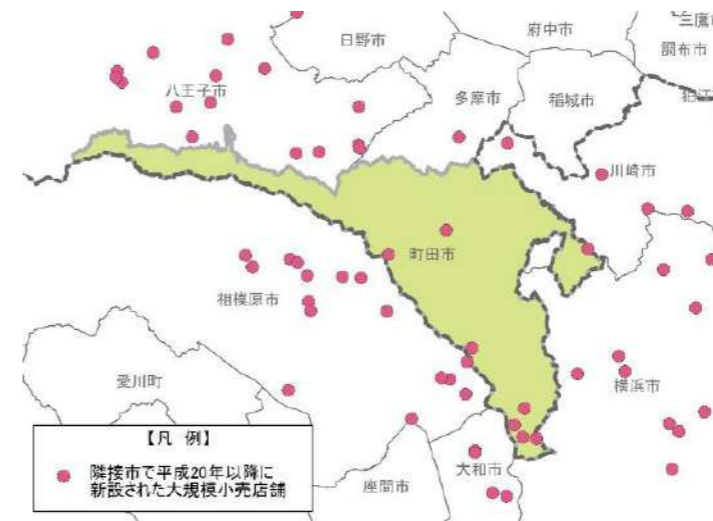 三鷹
日野市
府中市
調布市
八王子市
多摩市
稲城市
狛江
川崎市
町田市
相模原市
愛川町
横浜市
【凡 例】
隣接市で平成20年以降に
新設された大規模小売店舗
大和市
座間市